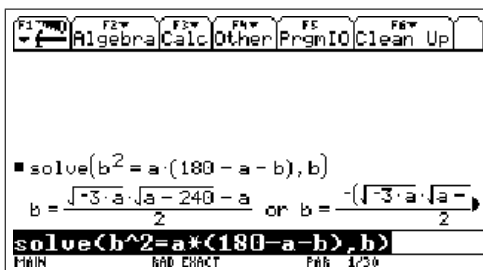 F1 F2 F3 F4 F5 F6
Algebra Calc Other PrgmIO Clean Up
■ solve(b² = a·(180 − a − b), b)
b = (√(-3·a)·√(a − 240) − a)/2 or b = -(√(-3·a)·√(a −)/2 ▶
solve(b^2=a*(180-a-b),b)
MAIN RAD EXACT PAR 1/30